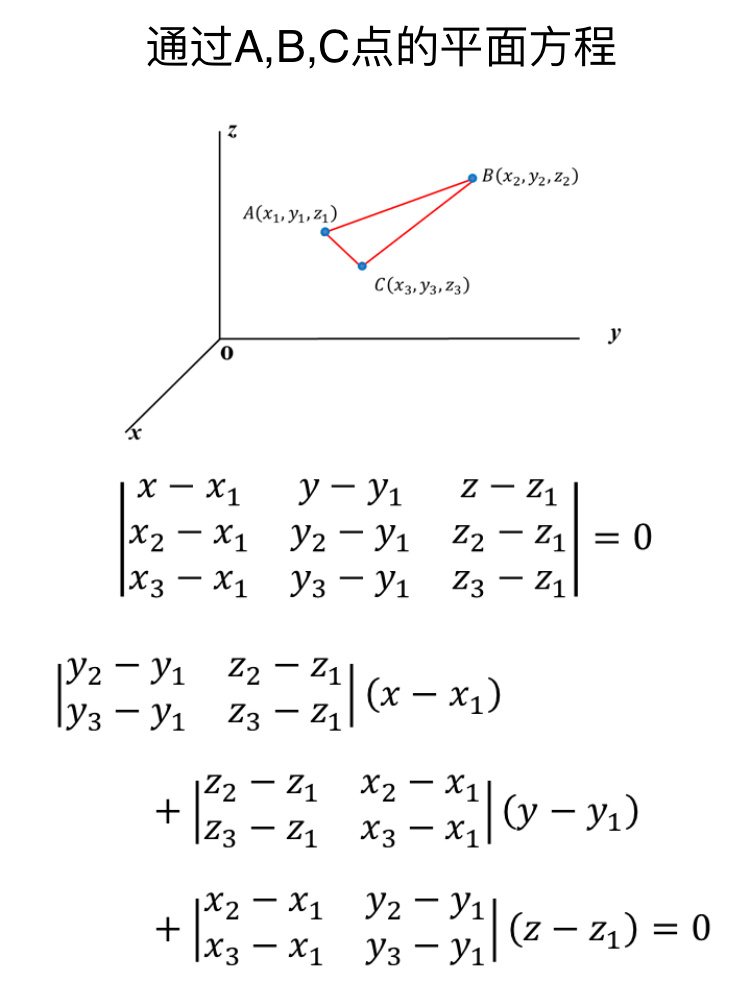 通过A,B,C点的平面方程
z
B(x₂,y₂,z₂)
A(x₁,y₁,z₁)
C(x₃,y₃,z₃)
y
o
x
|x − x₁ y − y₁ z − z₁|
|x₂ − x₁ y₂ − y₁ z₂ − z₁| = 0
|x₃ − x₁ y₃ − y₁ z₃ − z₁|
|y₂ − y₁ z₂ − z₁|
|y₃ − y₁ z₃ − z₁| (x − x₁)
+ |z₂ − z₁ x₂ − x₁|
|z₃ − z₁ x₃ − x₁| (y − y₁)
+ |x₂ − x₁ y₂ − y₁|
|x₃ − x₁ y₃ − y₁| (z − z₁) = 0